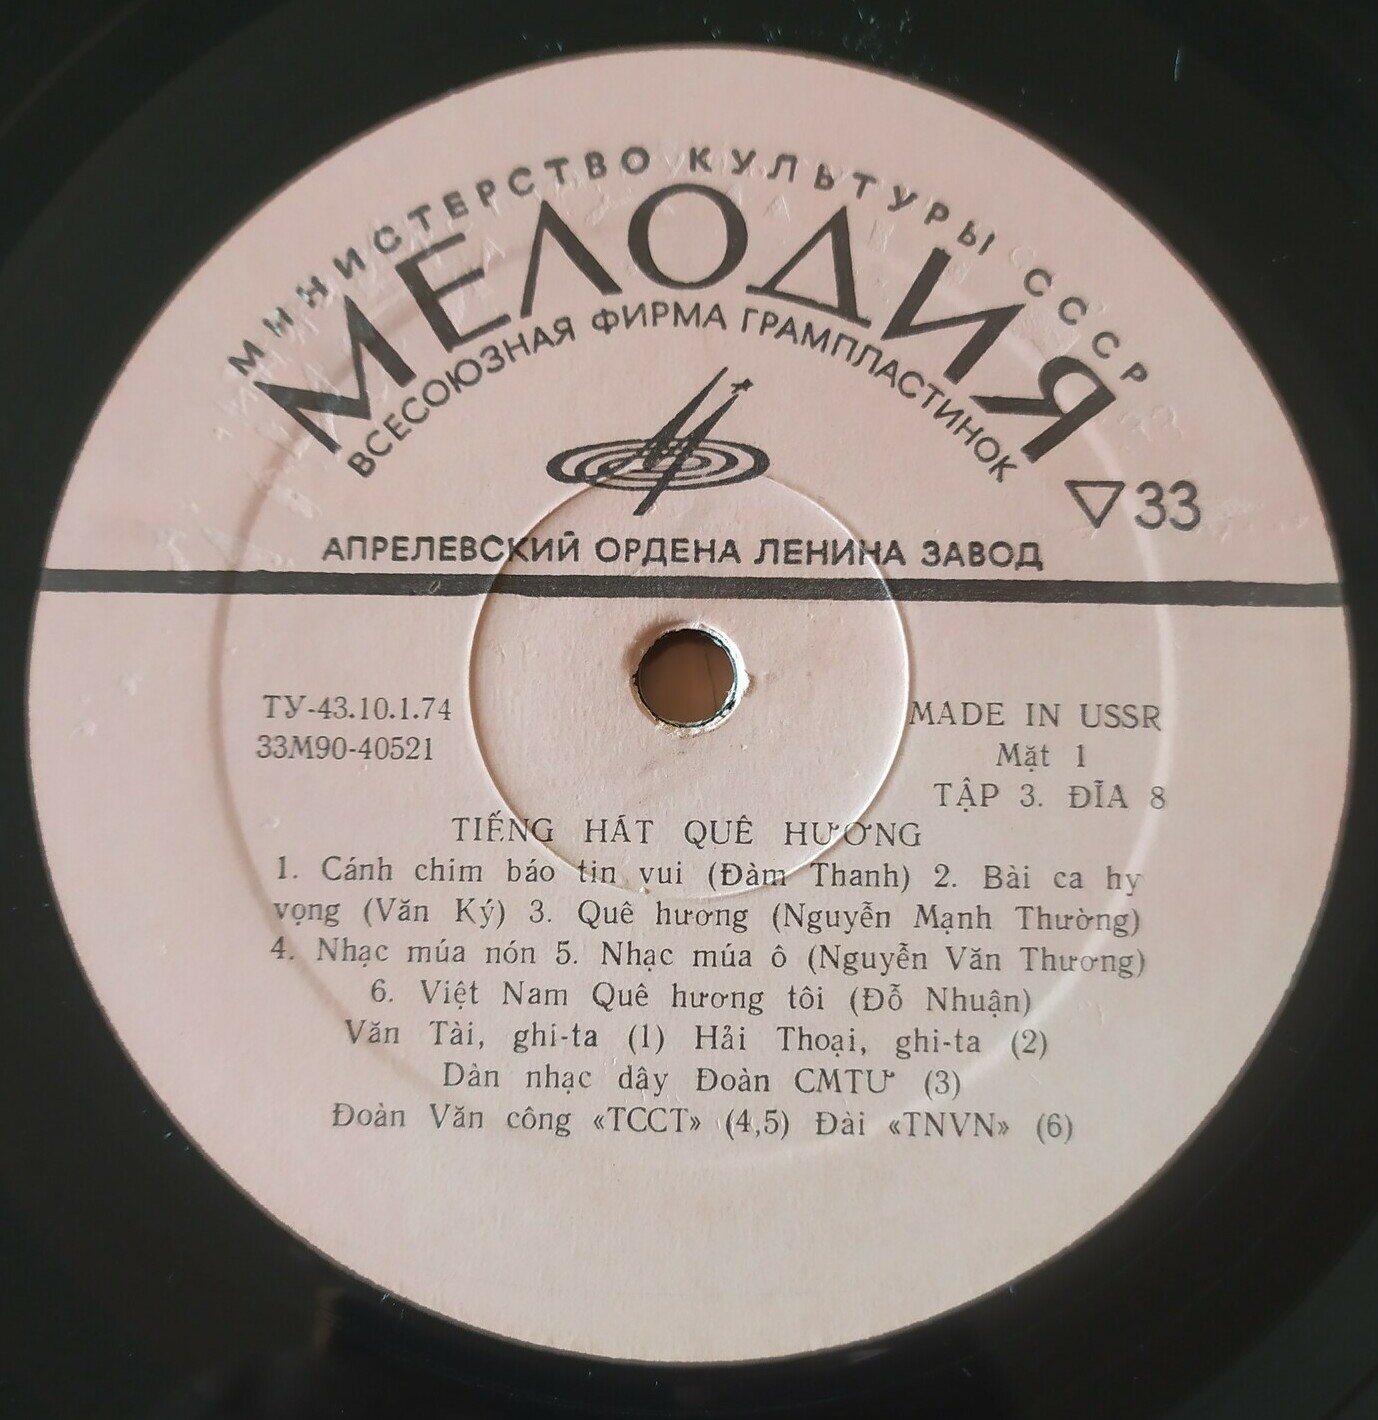 МИНИСТЕРСТВО КУЛЬТУРЫ СССР
МЕЛОДИЯ
ВСЕСОЮЗНАЯ ФИРМА ГРАМПЛАСТИНОК
33
АПРЕЛЕВСКИЙ ОРДЕНА ЛЕНИНА ЗАВОД
ТУ-43.10.1.74
33М90-40521
MADE IN USSR
Mặt 1
TẬP 3. ĐĨA 8
TIẾNG HÁT QUÊ HƯƠNG
1. Cánh chim báo tin vui (Đàm Thanh) 2. Bài ca hy
vọng (Văn Ký) 3. Quê hương (Nguyễn Mạnh Thường)
4. Nhạc múa nón 5. Nhạc múa ô (Nguyễn Văn Thương)
6. Việt Nam Quê hương tôi (Đỗ Nhuận)
Văn Tài, ghi-ta (1) Hải Thoại, ghi-ta (2)
Dàn nhạc dây Đoàn CMTƯ (3)
Đoàn Văn công «TCCT» (4,5) Đài «TNVN» (6)